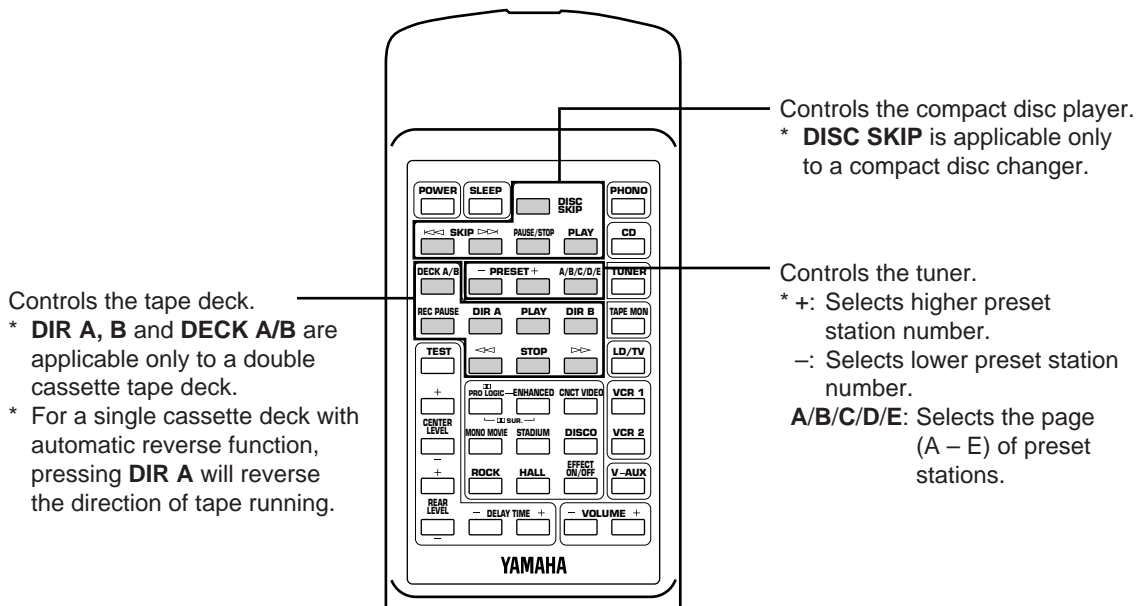 Controls the compact disc player.
* DISC SKIP is applicable only
to a compact disc changer.
Controls the tuner.
* +: Selects higher preset
station number.
–: Selects lower preset station
number.
A/B/C/D/E: Selects the page
(A – E) of preset
stations.
Controls the tape deck.
* DIR A, B and DECK A/B are
applicable only to a double
cassette tape deck.
* For a single cassette deck with
automatic reverse function,
pressing DIR A will reverse
the direction of tape running.
POWER SLEEP DISC SKIP PHONO
SKIP PAUSE/STOP PLAY CD
DECK A/B – PRESET + A/B/C/D/E TUNER
REC PAUSE DIR A PLAY DIR B TAPE MON
TEST STOP LD/TV
+ PRO LOGIC ENHANCED CNCT VIDEO VCR 1
SUR.
CENTER LEVEL MONO MOVIE STADIUM DISCO VCR 2
–
+ ROCK HALL EFFECT ON/OFF V–AUX
REAR LEVEL – DELAY TIME + – VOLUME +
–
YAMAHA